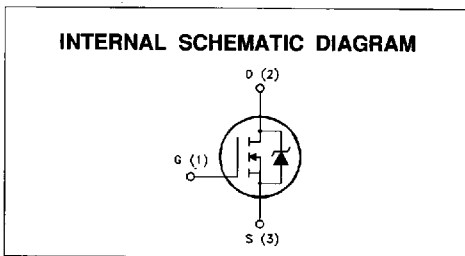 INTERNAL SCHEMATIC DIAGRAM
D (2)
G (1)
S (3)